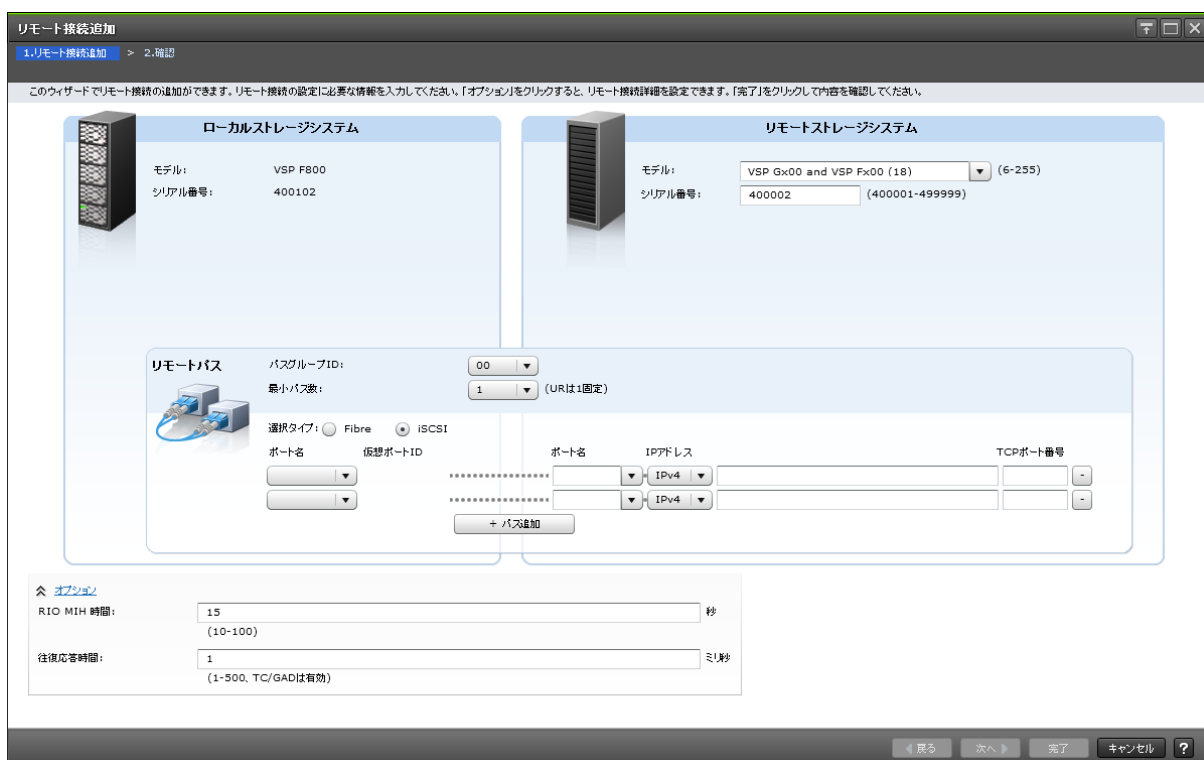 リモート接続追加
1.リモート接続追加 > 2.確認
このウィザードでリモート接続の追加ができます。リモート接続の設定に必要な情報を入力してください。「オプション」をクリックすると、リモート接続詳細を設定できます。「完了」をクリックして内容を確認してください。
ローカルストレージシステム
モデル: VSP F800
シリアル番号: 400102
リモートストレージシステム
モデル: VSP Gx00 and VSP Fx00 (18) (6-255)
シリアル番号: 400002 (400001-499999)
リモートパス
パスグループID: 00
最小パス数: 1 (URは1固定)
選択タイプ: Fibre iSCSI
ポート名 仮想ポートID ポート名 IPアドレス TCPポート番号
IPv4 -
IPv4 -
+ パス追加
オプション
RIO MIH 時間: 15 秒
(10-100)
往復応答時間: 1 ミリ秒
(1-500、TC/GADは有効)
戻る 次へ 完了 キャンセル ?